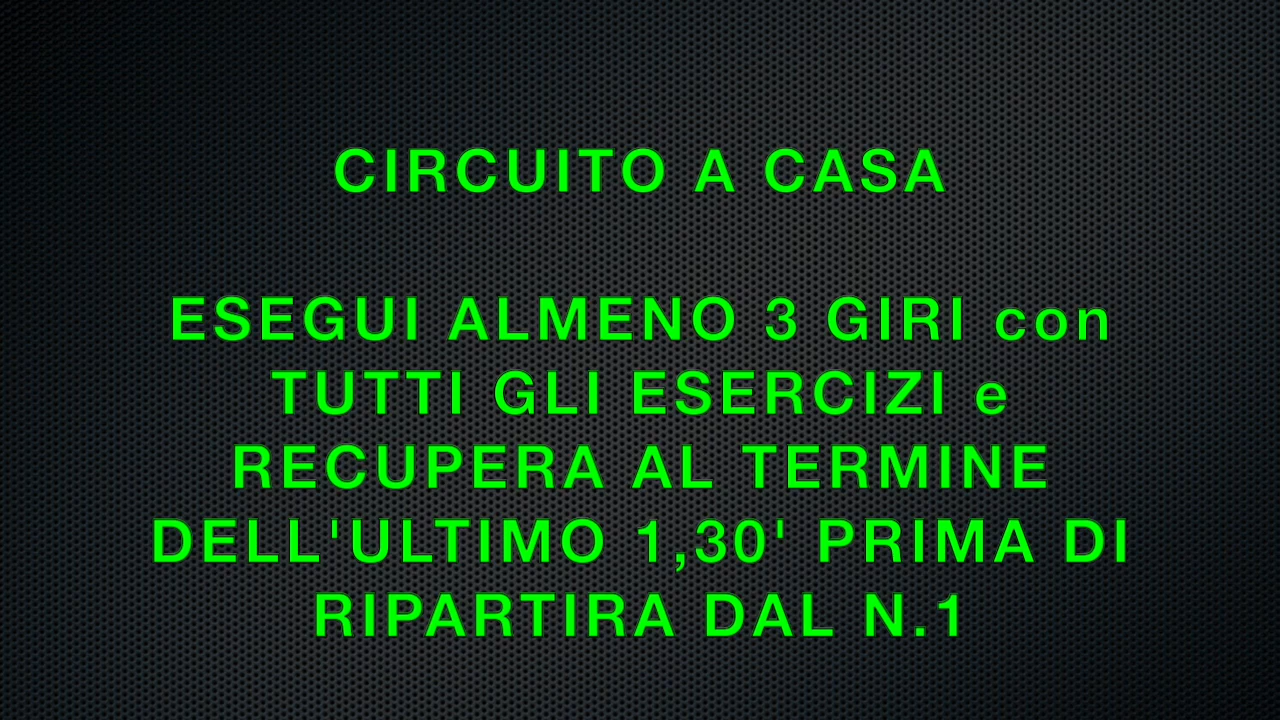 CIRCUITO A CASA
ESEGUI ALMENO 3 GIRI con
TUTTI GLI ESERCIZI e
RECUPERA AL TERMINE
DELL'ULTIMO 1,30' PRIMA DI
RIPARTIRA DAL N.1